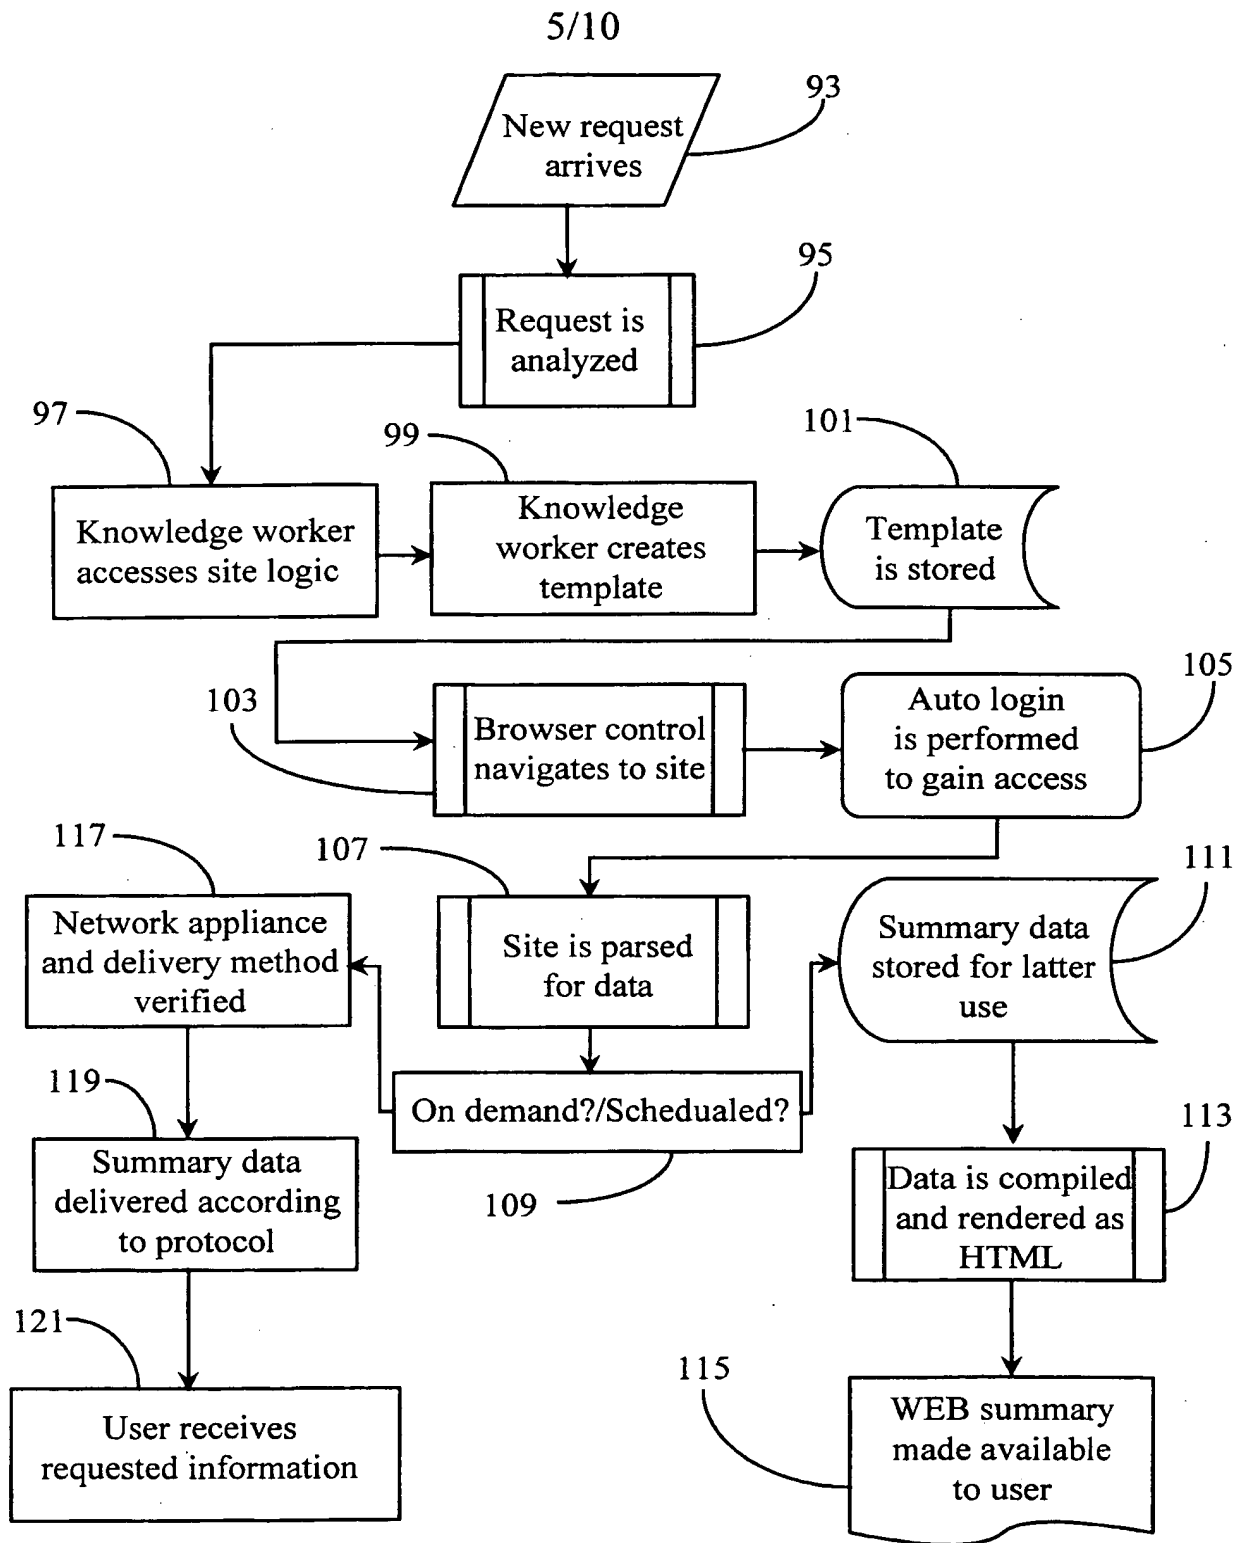 5/10
93
New request
arrives
95
Request is
analyzed
97
Knowledge worker
accesses site logic
99
Knowledge
worker creates
template
101
Template
is stored
103
Browser control
navigates to site
105
Auto login
is performed
to gain access
107
Site is parsed
for data
117
Network appliance
and delivery method
verified
111
Summary data
stored for latter
use
On demand?/Schedualed?
109
119
Summary data
delivered according
to protocol
113
Data is compiled
and rendered as
HTML
121
User receives
requested information
115
WEB summary
made available
to user